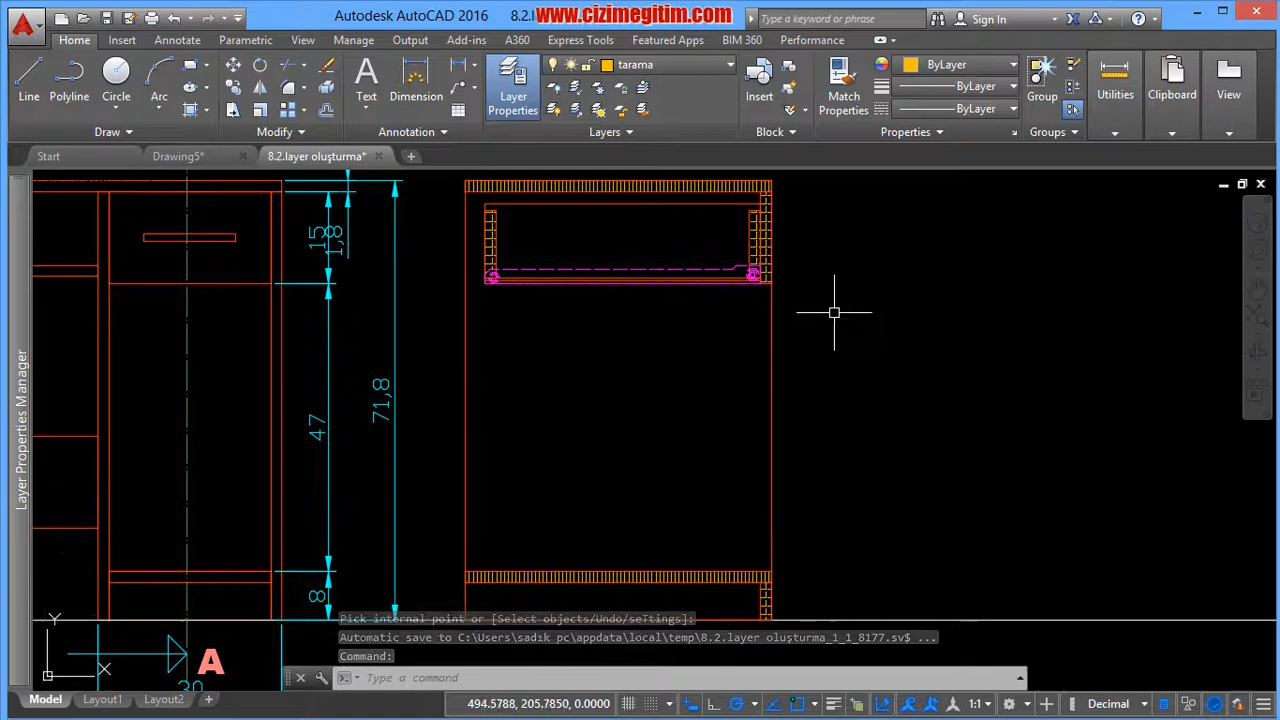 Autodesk AutoCAD 2016 8.2.l www.cizimegitim.com Type a keyword or phrase Sign In
Home Insert Annotate Parametric View Manage Output Add-ins A360 Express Tools Featured Apps BIM 360 Performance
tarama ByLayer
ByLayer
ByLayer
Line Polyline Circle Arc Text Dimension Layer Properties Insert Match Properties Group Utilities Clipboard View
Draw Modify Annotation Layers Block Properties Groups
Start Drawing5* 8.2.layer oluşturma*
15
1,8
71,8
47
8
Layer Properties Manager
Pick internal point or [Select objects/Undo/seTtings]:
Automatic save to C:\Users\sadık pc\appdata\local\temp\8.2.layer oluşturma_1_1_8177.sv$ ...
Command:
Type a command
Y
X
A
30
Model Layout1 Layout2 494.5788, 205.7850, 0.0000 1:1 Decimal